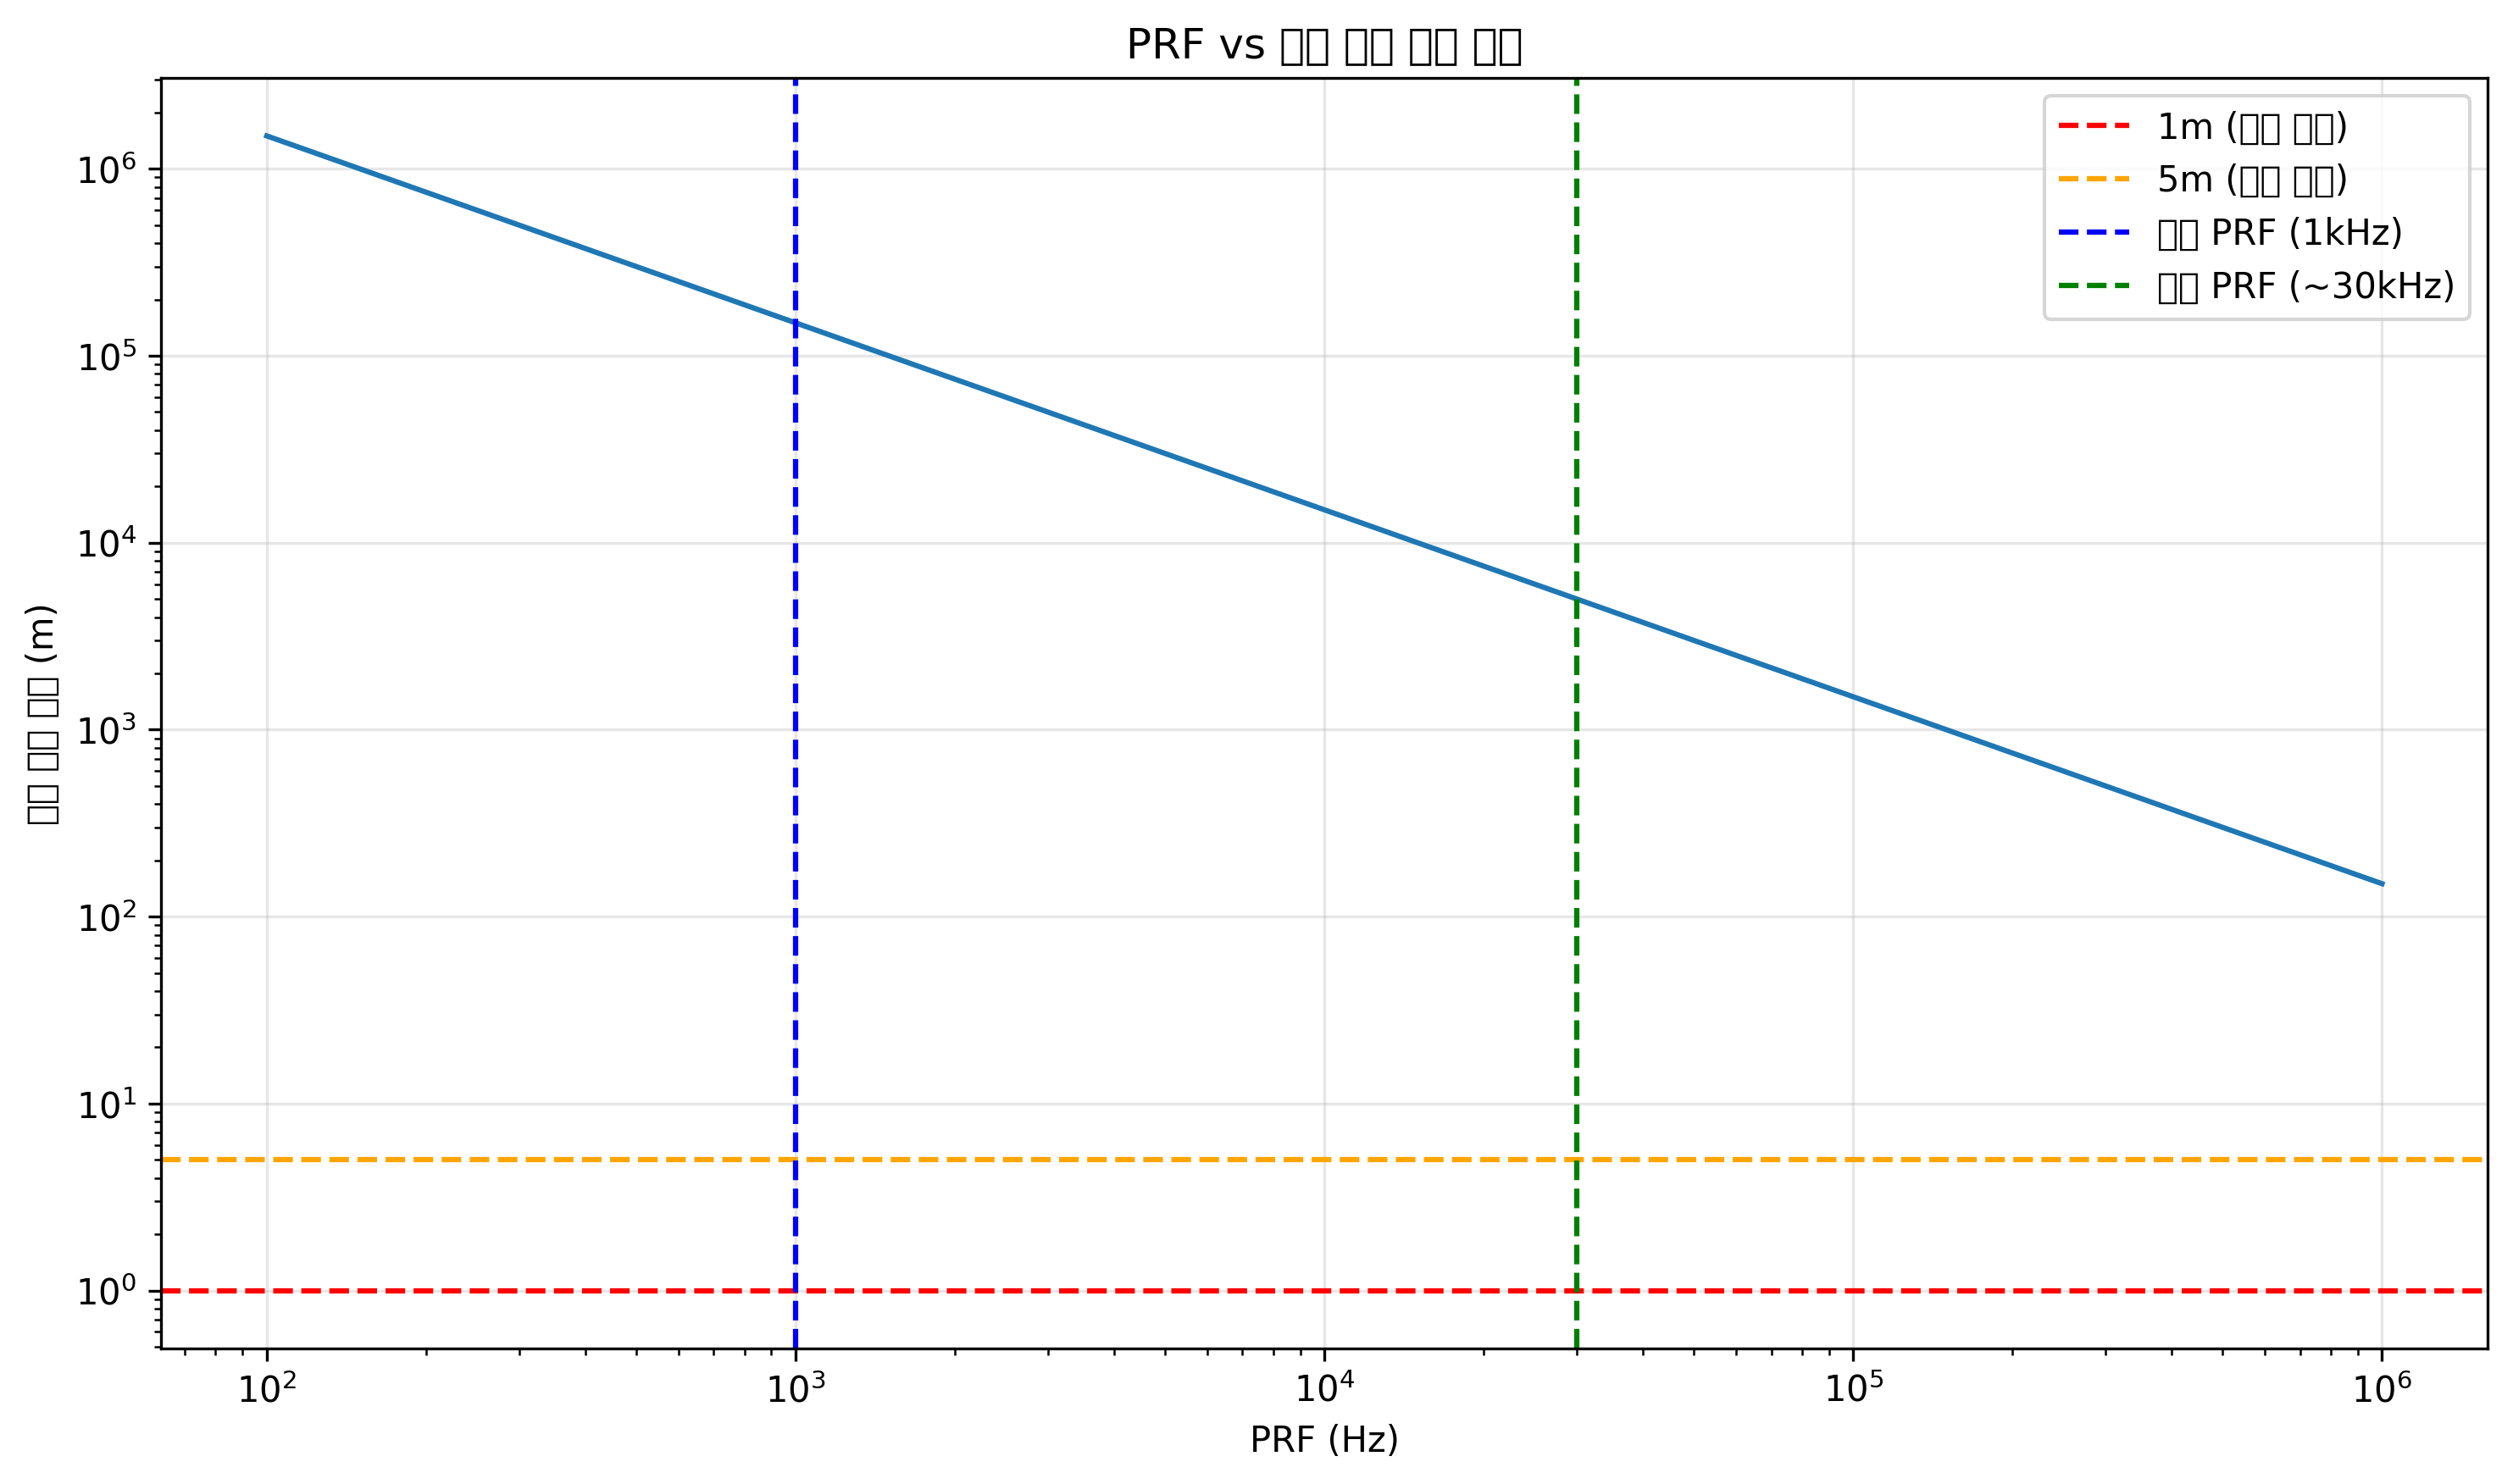 PRF vs □□ □□ □□ □□
1m (□□ □□)
5m (□□ □□)
□□ PRF (1kHz)
□□ PRF (~30kHz)
□□ □□ □□ (m)
10⁶
10⁵
10⁴
10³
10²
10¹
10⁰
10² 10³ 10⁴ 10⁵ 10⁶
PRF (Hz)